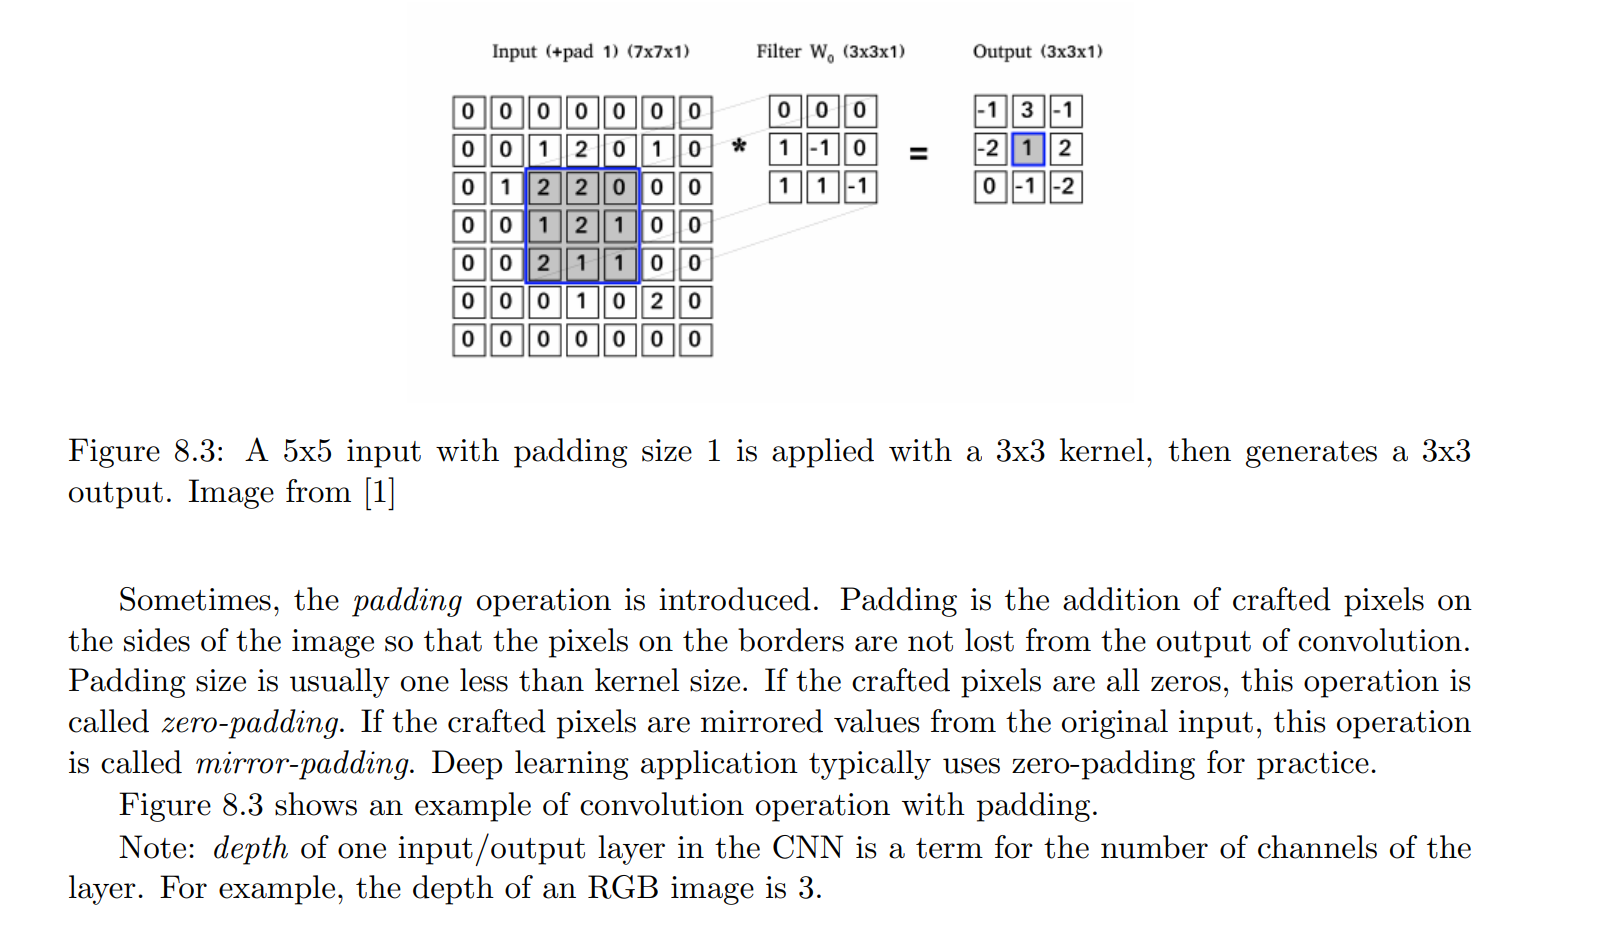 Input (+pad 1) (7x7x1) Filter W₀ (3x3x1) Output (3x3x1)
0 0 0 0 0 0 0 0 0 0 -1 3 -1
0 0 1 2 0 1 0 * 1 -1 0 = -2 1 2
0 1 2 2 0 0 0 1 1 -1 0 -1 -2
0 0 1 2 1 0 0
0 0 2 1 1 0 0
0 0 0 1 0 2 0
0 0 0 0 0 0 0
Figure 8.3: A 5x5 input with padding size 1 is applied with a 3x3 kernel, then generates a 3x3
output. Image from [1]
Sometimes, the padding operation is introduced. Padding is the addition of crafted pixels on
the sides of the image so that the pixels on the borders are not lost from the output of convolution.
Padding size is usually one less than kernel size. If the crafted pixels are all zeros, this operation is
called zero-padding. If the crafted pixels are mirrored values from the original input, this operation
is called mirror-padding. Deep learning application typically uses zero-padding for practice.
Figure 8.3 shows an example of convolution operation with padding.
Note: depth of one input/output layer in the CNN is a term for the number of channels of the
layer. For example, the depth of an RGB image is 3.